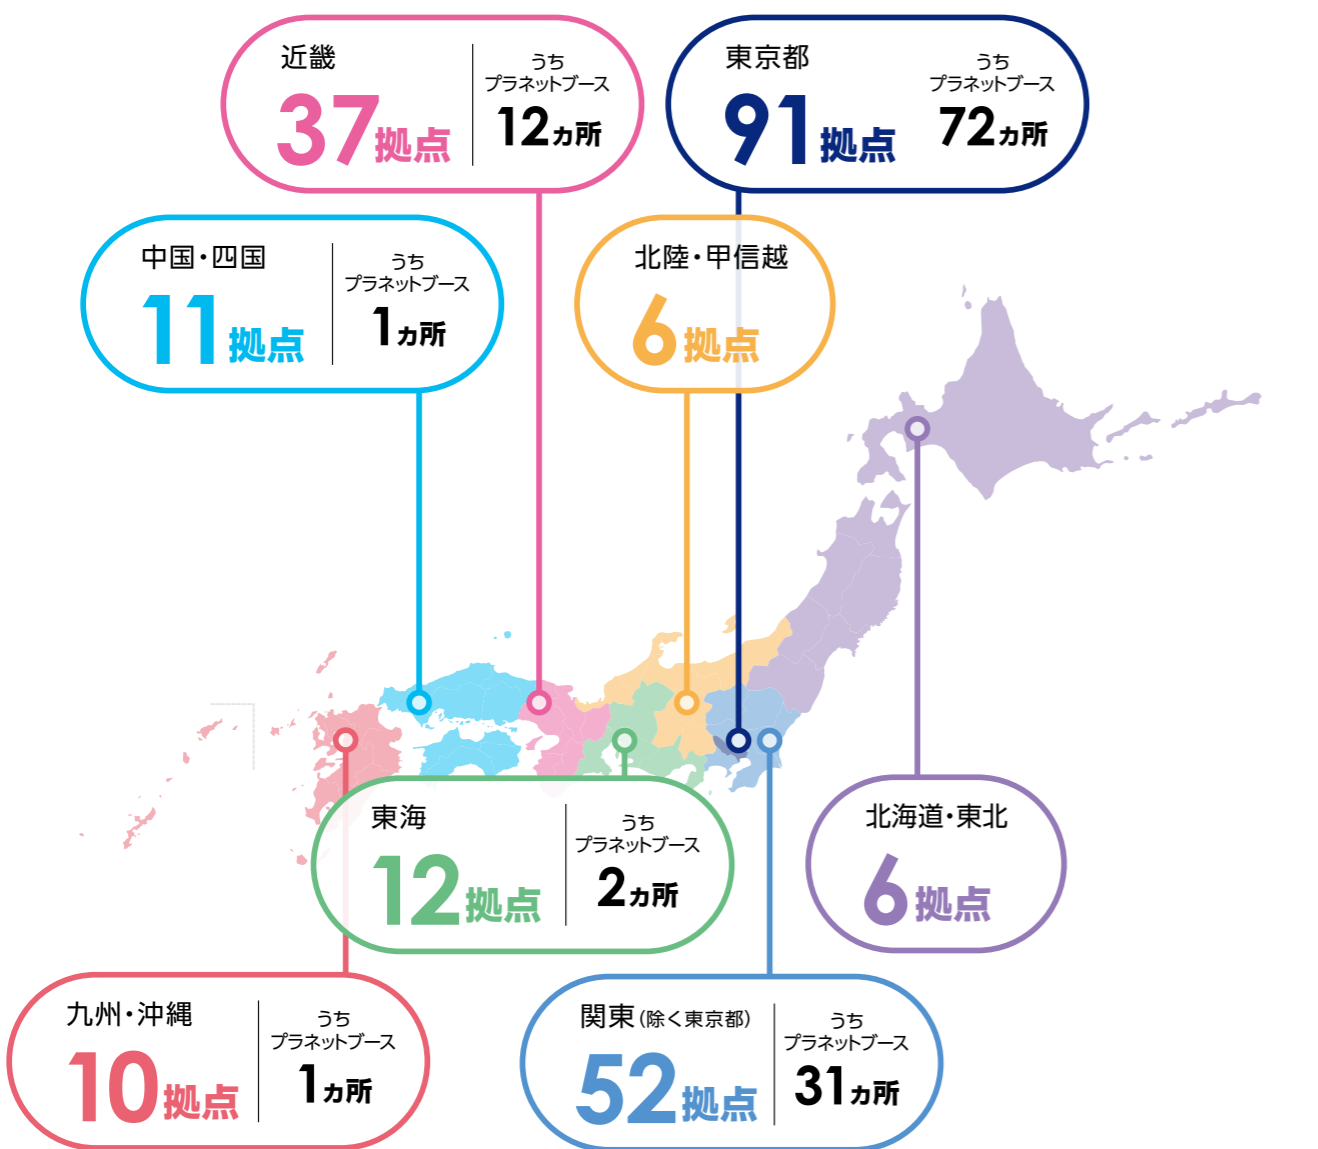 近畿
37拠点
うち
プラネットブース
12ヵ所
東京都
91拠点
うち
プラネットブース
72ヵ所
中国・四国
11拠点
うち
プラネットブース
1ヵ所
北陸・甲信越
6拠点
東海
12拠点
うち
プラネットブース
2ヵ所
北海道・東北
6拠点
九州・沖縄
10拠点
うち
プラネットブース
1ヵ所
関東(除く東京都)
52拠点
うち
プラネットブース
31ヵ所